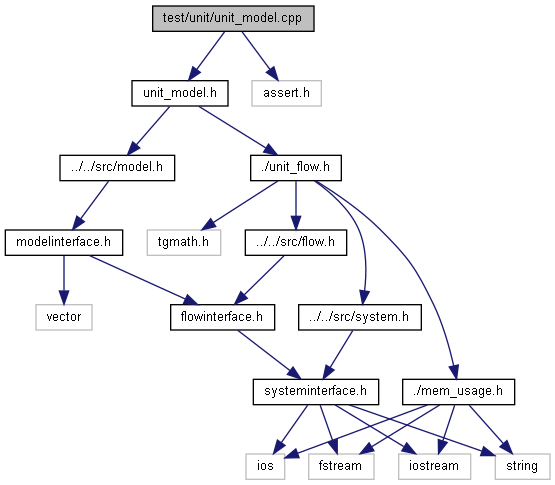 test/unit/unit_model.cpp
unit_model.h
assert.h
../../src/model.h
./unit_flow.h
modelinterface.h
tgmath.h
../../src/flow.h
vector
flowinterface.h
../../src/system.h
systeminterface.h
./mem_usage.h
ios
fstream
iostream
string